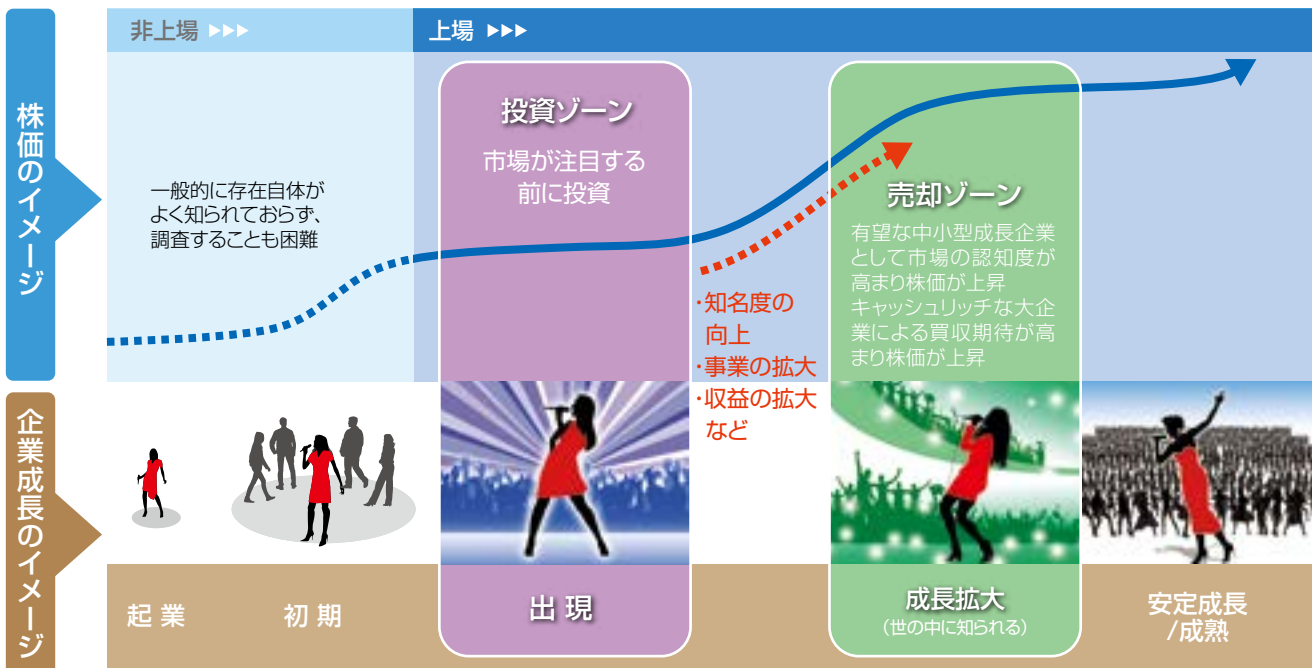 株価のイメージ
非上場 ▶▶▶
上場 ▶▶▶
一般的に存在自体が
よく知られておらず、
調査することも困難
投資ゾーン
市場が注目する
前に投資
・知名度の
向上
・事業の拡大
・収益の拡大
など
売却ゾーン
有望な中小型成長企業
として市場の認知度が
高まり株価が上昇
キャッシュリッチな大企
業による買収期待が高
まり株価が上昇
企業成長のイメージ
起業
初期
出現
成長拡大
（世の中に知られる）
安定成長
/成熟